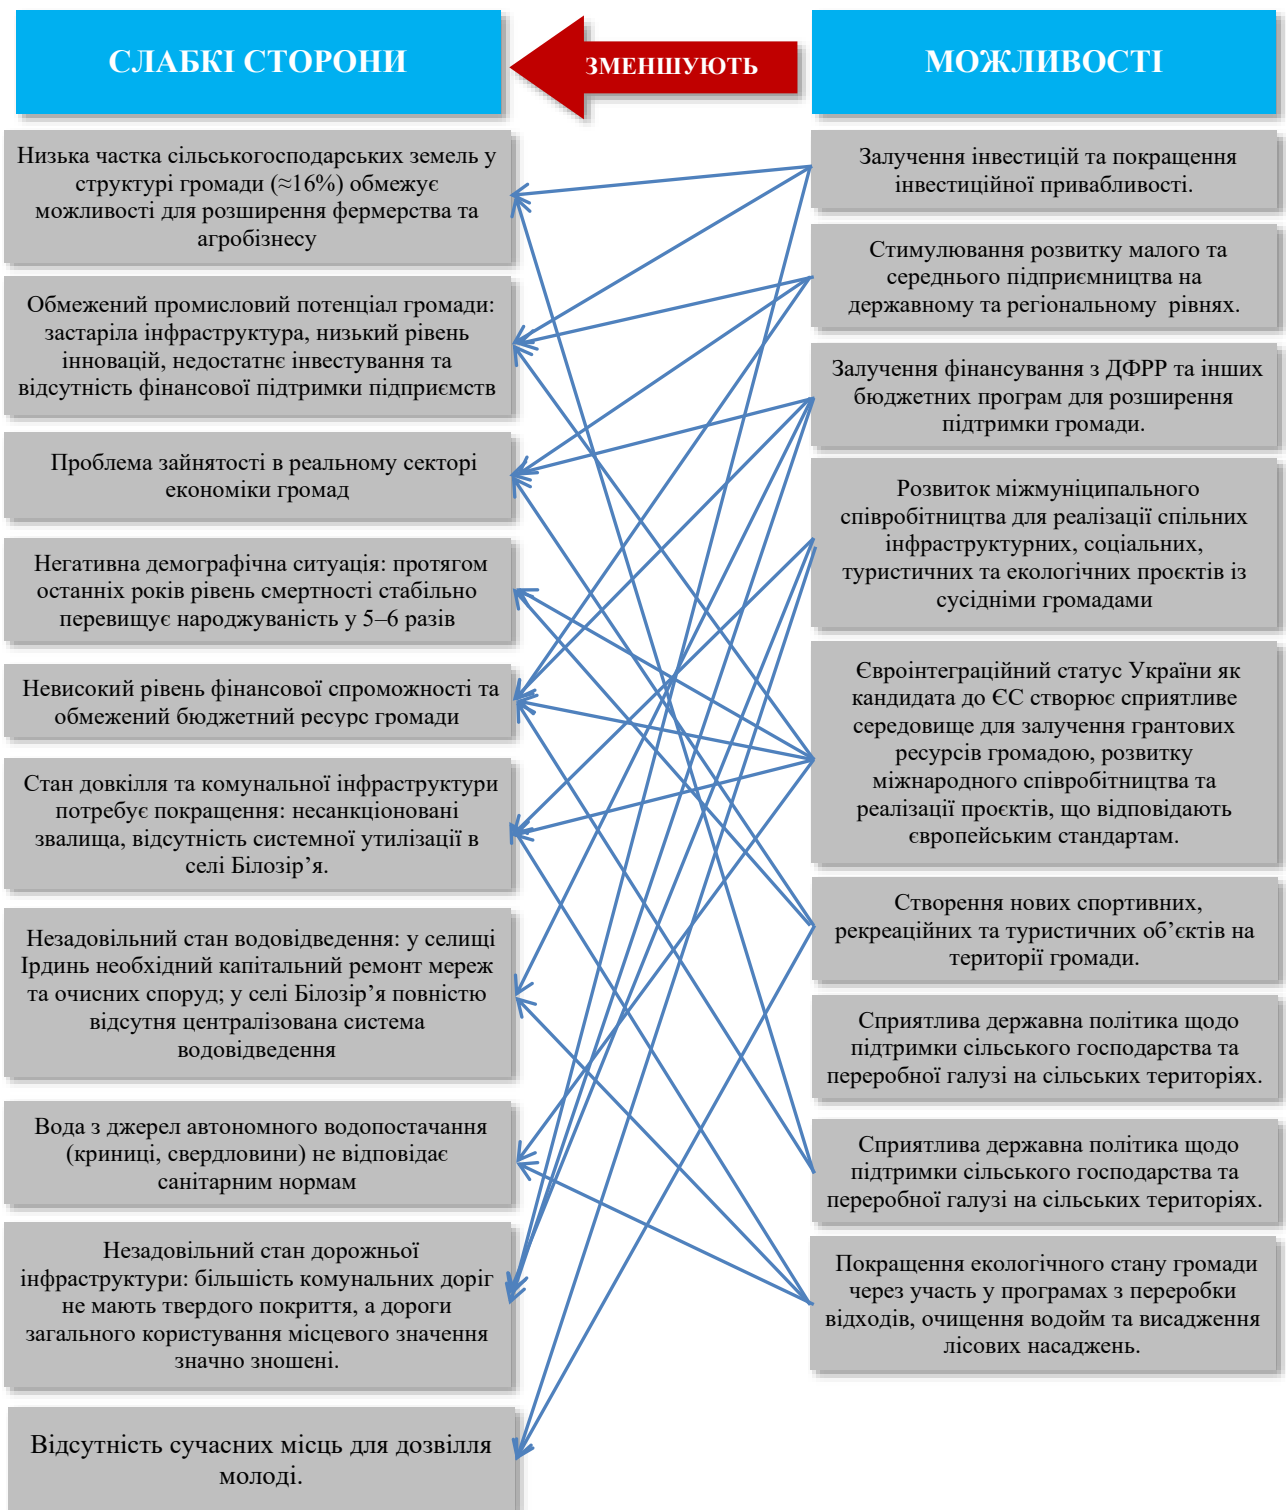 СЛАБКІ СТОРОНИ
ЗМЕНШУЮТЬ
МОЖЛИВОСТІ
Низька частка сільськогосподарських земель у
структурі громади (≈16%) обмежує
можливості для розширення фермерства та
агробізнесу
Обмежений промисловий потенціал громади:
застаріла інфраструктура, низький рівень
інновацій, недостатнє інвестування та
відсутність фінансової підтримки підприємств
Проблема зайнятості в реальному секторі
економіки громад
Негативна демографічна ситуація: протягом
останніх років рівень смертності стабільно
перевищує народжуваність у 5–6 разів
Невисокий рівень фінансової спроможності та
обмежений бюджетний ресурс громади
Стан довкілля та комунальної інфраструктури
потребує покращення: несанкціоновані
звалища, відсутність системної утилізації в
селі Білозір’я.
Незадовільний стан водовідведення: у селищі
Ірдинь необхідний капітальний ремонт мереж
та очисних споруд; у селі Білозір’я повністю
відсутня централізована система
водовідведення
Вода з джерел автономного водопостачання
(криниці, свердловини) не відповідає
санітарним нормам
Незадовільний стан дорожньої
інфраструктури: більшість комунальних доріг
не мають твердого покриття, а дороги
загального користування місцевого значення
значно зношені.
Відсутність сучасних місць для дозвілля
молоді.
Залучення інвестицій та покращення
інвестиційної привабливості.
Стимулювання розвитку малого та
середнього підприємництва на
державному та регіональному рівнях.
Залучення фінансування з ДФРР та інших
бюджетних програм для розширення
підтримки громади.
Розвиток міжмуніципального
співробітництва для реалізації спільних
інфраструктурних, соціальних,
туристичних та екологічних проєктів із
сусідніми громадами
Євроінтеграційний статус України як
кандидата до ЄС створює сприятливе
середовище для залучення грантових
ресурсів громадою, розвитку
міжнародного співробітництва та
реалізації проєктів, що відповідають
європейським стандартам.
Створення нових спортивних,
рекреаційних та туристичних об’єктів на
території громади.
Сприятлива державна політика щодо
підтримки сільського господарства та
переробної галузі на сільських територіях.
Сприятлива державна політика щодо
підтримки сільського господарства та
переробної галузі на сільських територіях.
Покращення екологічного стану громади
через участь у програмах з переробки
відходів, очищення водойм та висадження
лісових насаджень.